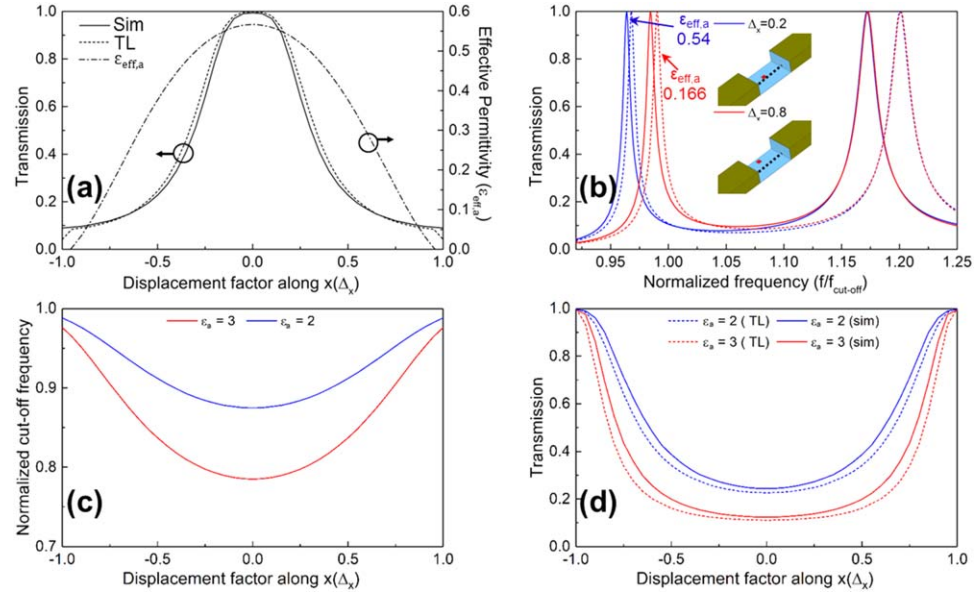 (a)
Sim
TL
εeff,a
Transmission
1.0
0.8
0.6
0.4
0.2
0.0
0.6
0.5
0.4
0.3
0.2
0.1
0.0
Effective Permittivity (εeff,a)
-1.0 -0.5 0.0 0.5 1.0
Displacement factor along x(Δx)
(b)
εeff,a
0.54
εeff,a
0.166
Δx=0.2
Δx=0.8
Transmission
1.0
0.8
0.6
0.4
0.2
0.0
0.95 1.00 1.05 1.10 1.15 1.20 1.25
Normalized frequency (f/fcut-off)
(c)
εa = 3 εa = 2
Normalized cut-off frequency
1.0
0.9
0.8
0.7
-1.0 -0.5 0.0 0.5 1.0
Displacement factor along x(Δx)
(d)
εa = 2 ( TL) εa = 2 (sim)
εa = 3 ( TL) εa = 3 (sim)
Transmission
1.0
0.8
0.6
0.4
0.2
0.0
-1.0 -0.5 0.0 0.5 1.0
Displacement factor along x(Δx)